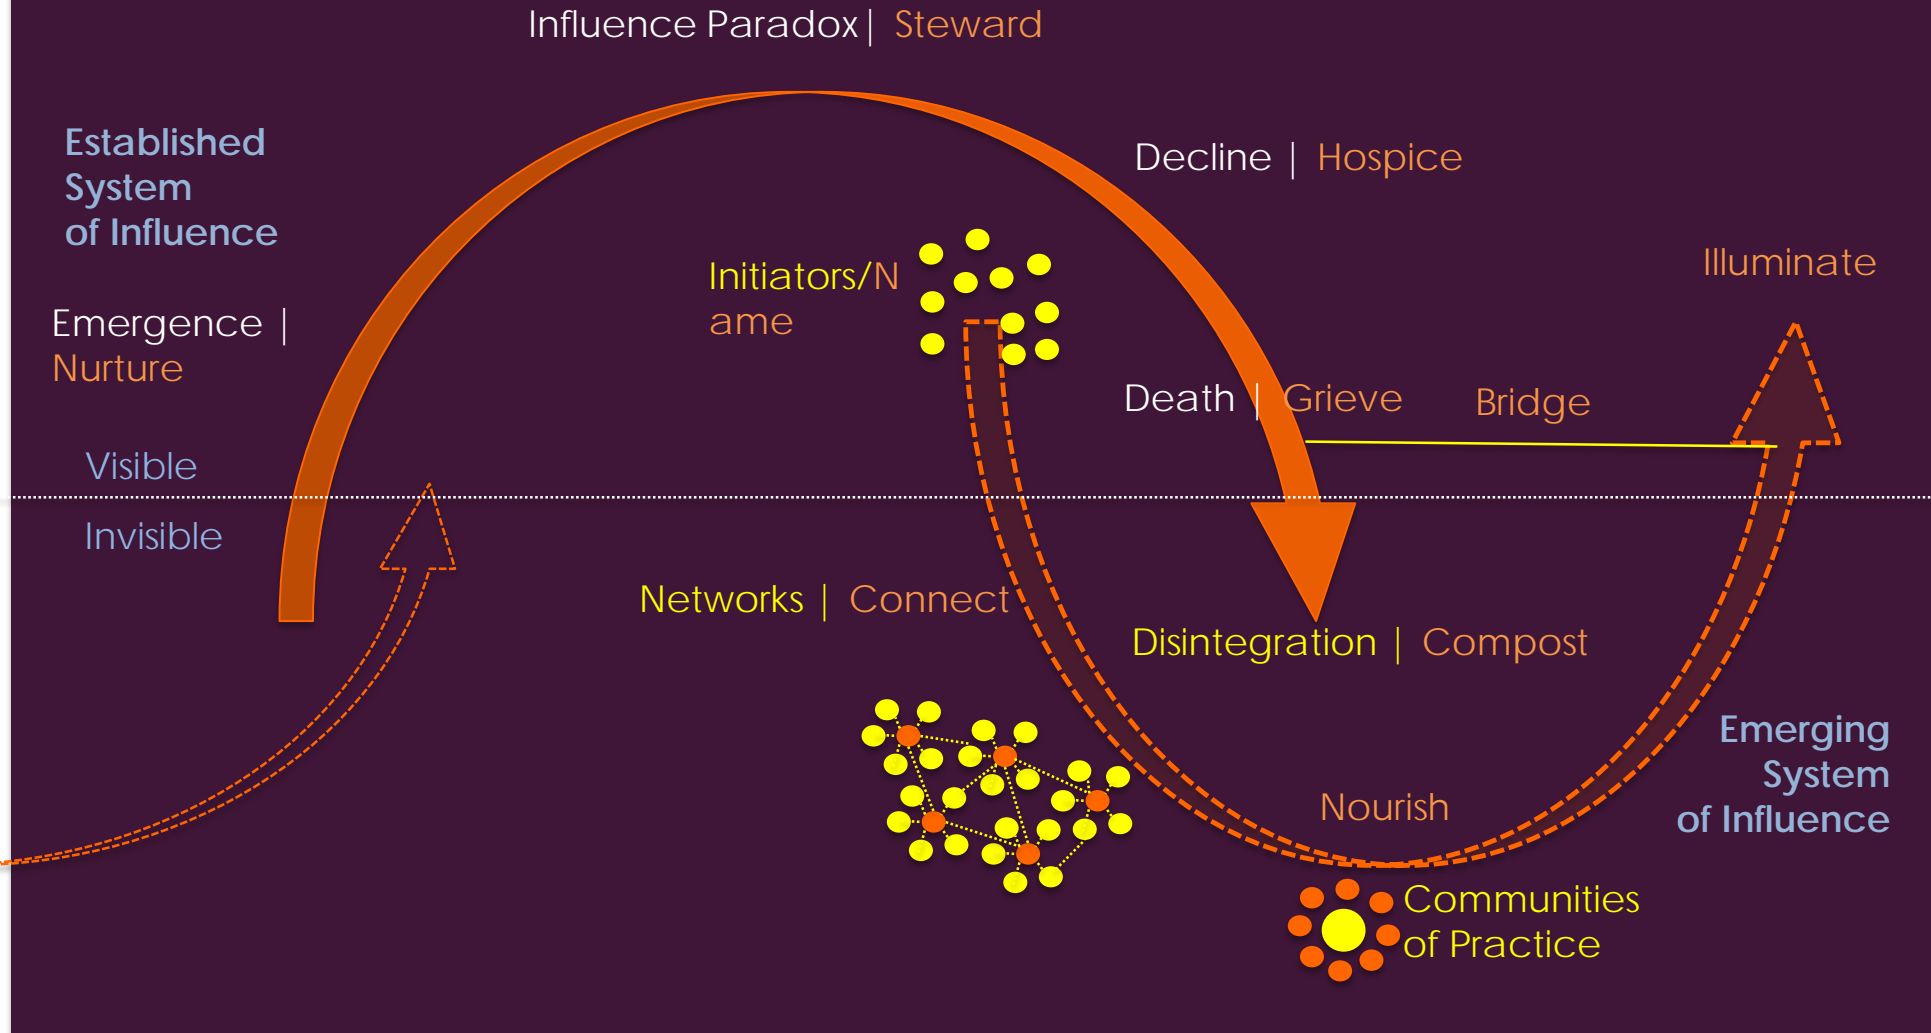 Influence Paradox| Steward
Established
System
of Influence
Decline | Hospice
Initiators/N
ame
Illuminate
Emergence |
Nurture
Death | Grieve
Bridge
Visible
Invisible
Networks | Connect
Disintegration | Compost
Emerging
System
of Influence
Nourish
Communities
of Practice